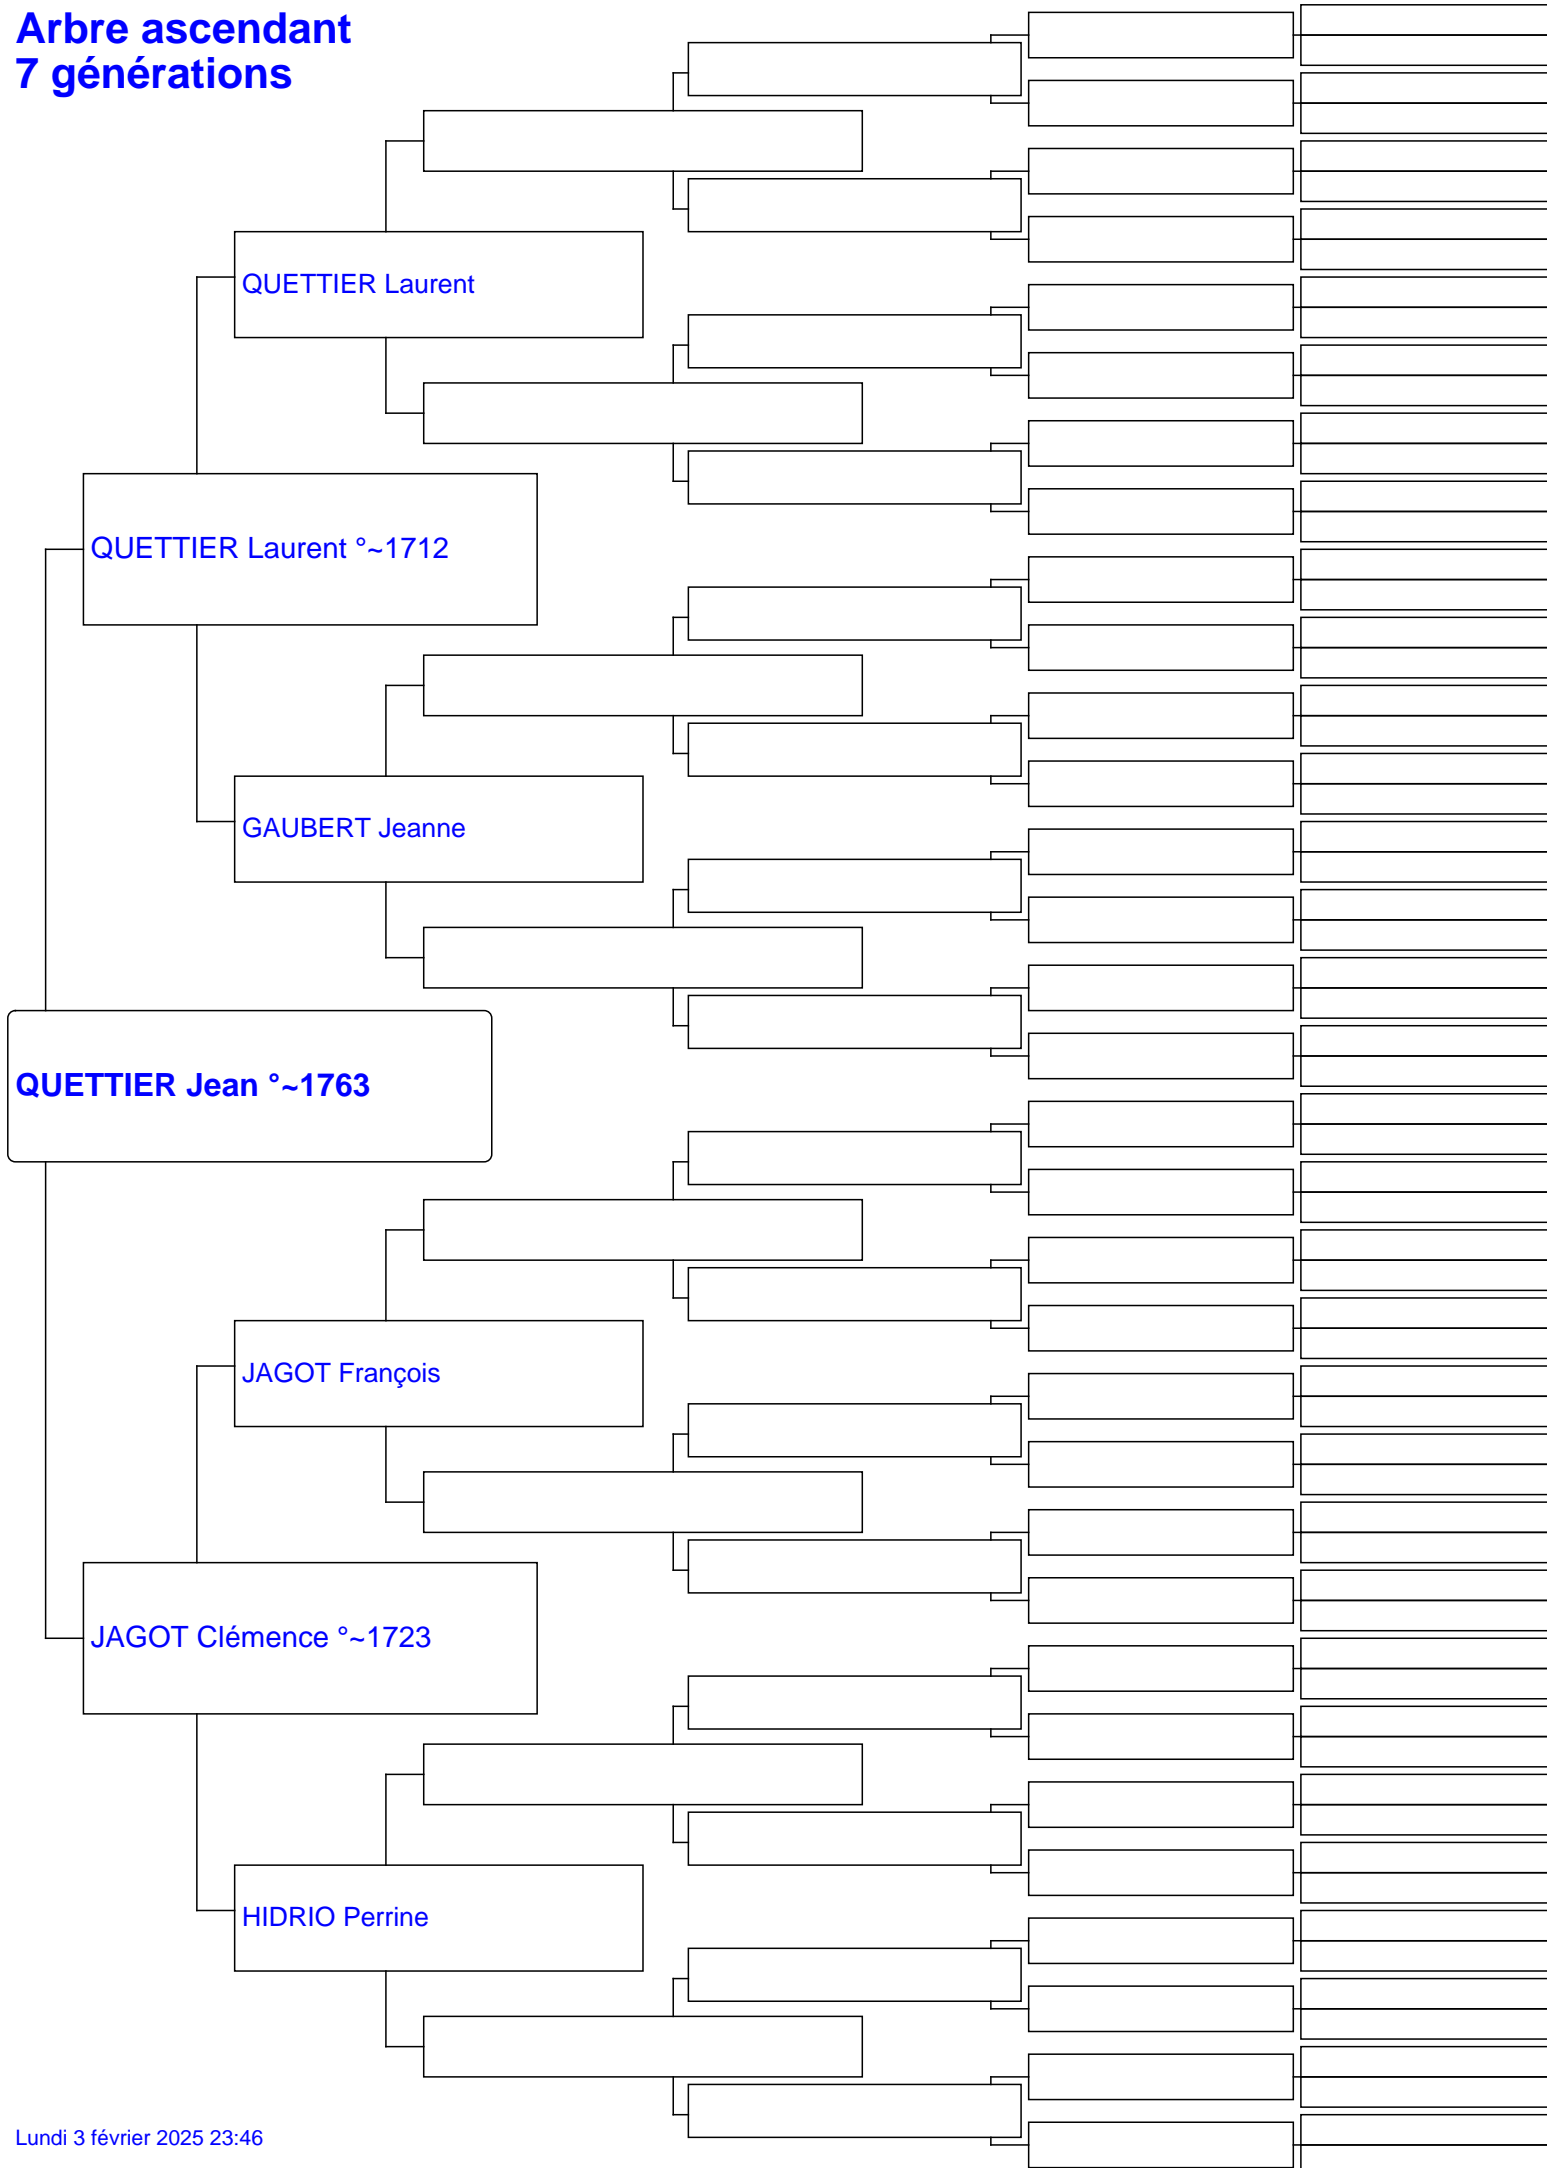 Arbre ascendant
7 générations
QUETTIER Laurent
QUETTIER Laurent °~1712
GAUBERT Jeanne
QUETTIER Jean °~1763
JAGOT François
JAGOT Clémence °~1723
HIDRIO Perrine
Lundi 3 février 2025 23:46